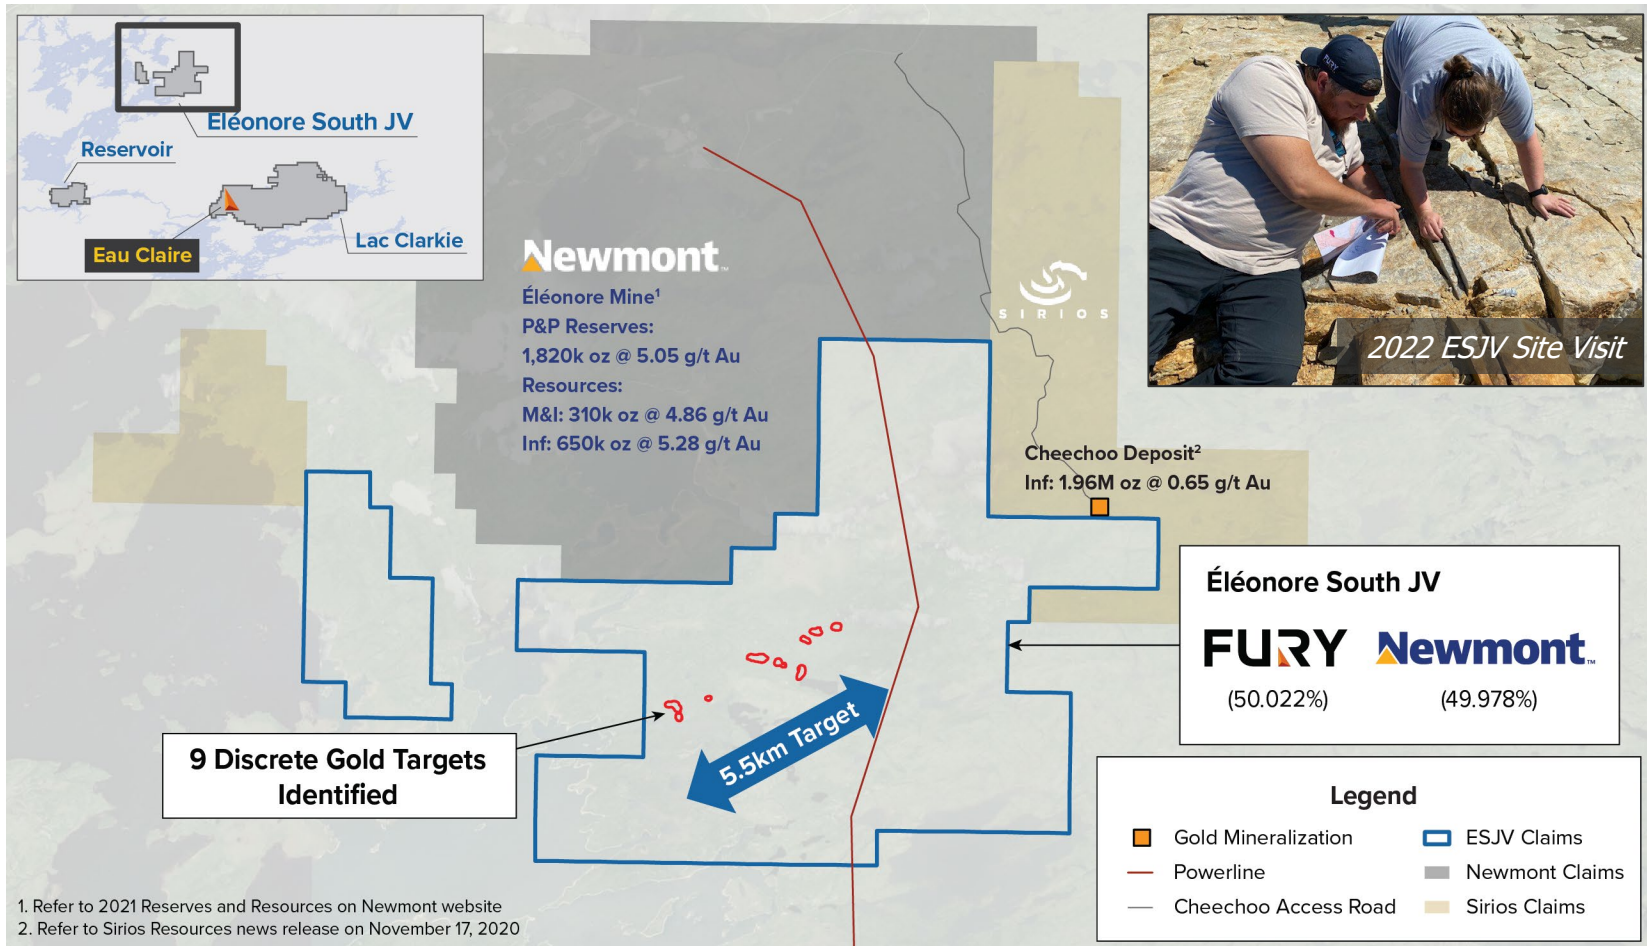 Eléonore South JV
Reservoir
Eau Claire
Lac Clarkie
Newmont™
Éléonore Mine¹
P&P Reserves:
1,820k oz @ 5.05 g/t Au
Resources:
M&I: 310k oz @ 4.86 g/t Au
Inf: 650k oz @ 5.28 g/t Au
SIRIOS
FURY
2022 ESJV Site Visit
Cheechoo Deposit²
Inf: 1.96M oz @ 0.65 g/t Au
Éléonore South JV
FURY Newmont™
(50.022%) (49.978%)
9 Discrete Gold Targets
Identified
5.5km Target
Legend
Gold Mineralization
Powerline
Cheechoo Access Road
ESJV Claims
Newmont Claims
Sirios Claims
1. Refer to 2021 Reserves and Resources on Newmont website
2. Refer to Sirios Resources news release on November 17, 2020